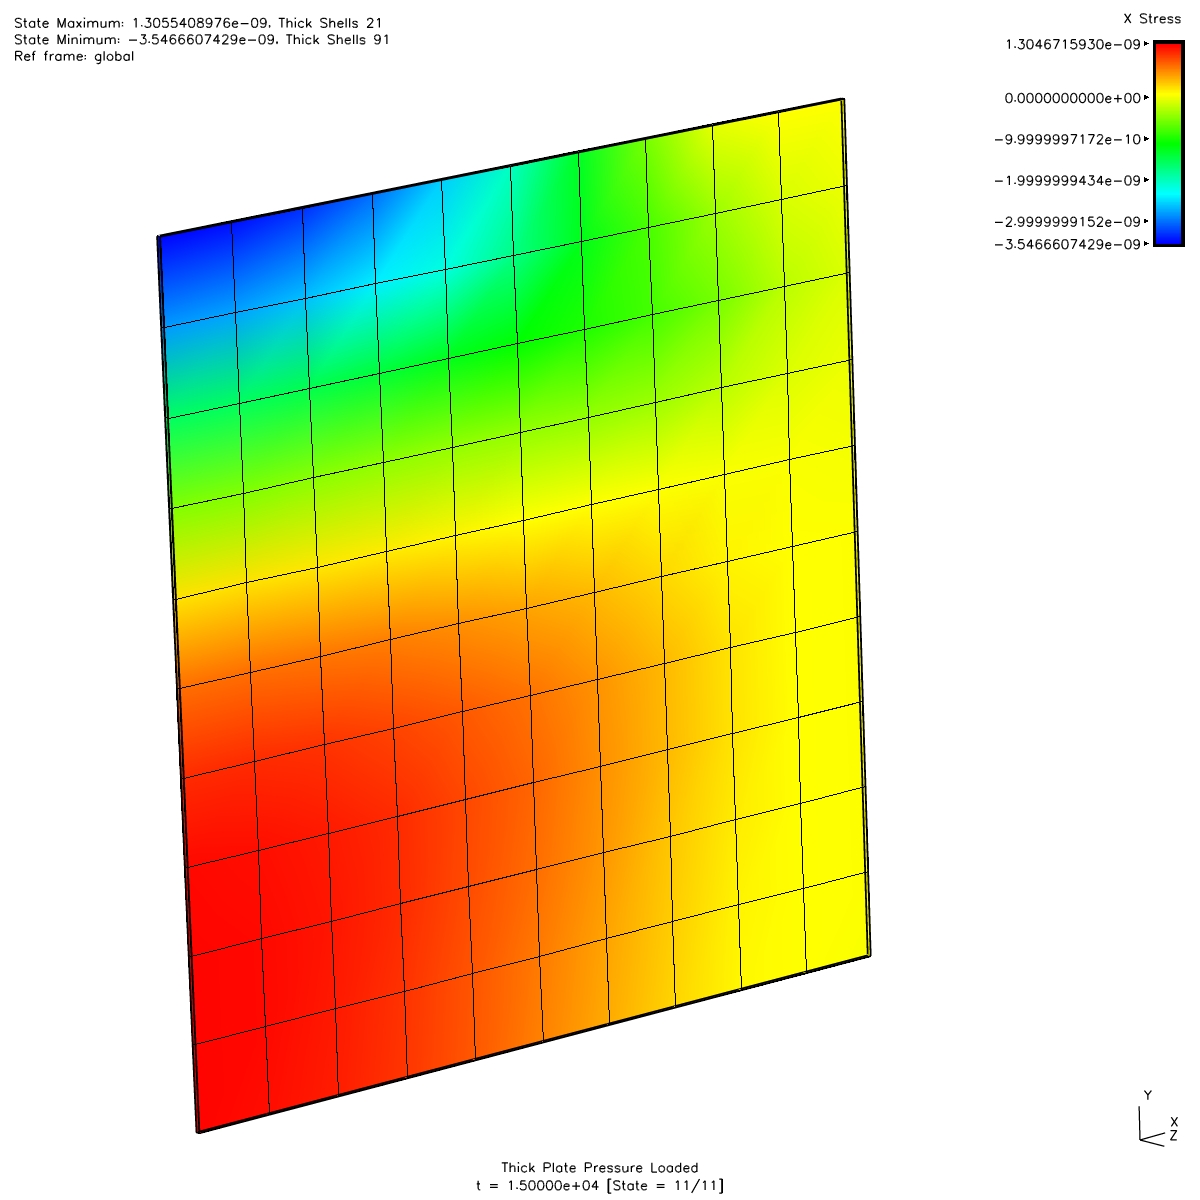 State Maximum: 1.3055408976e-09, Thick Shells 21
State Minimum: -3.5466607429e-09, Thick Shells 91
Ref frame: global
X Stress
1.3046715930e-09
0.0000000000e+00
-9.9999997172e-10
-1.9999999434e-09
-2.9999999152e-09
-3.5466607429e-09
Y
X
Z
Thick Plate Pressure Loaded
t = 1.50000e+04 [State = 11/11]